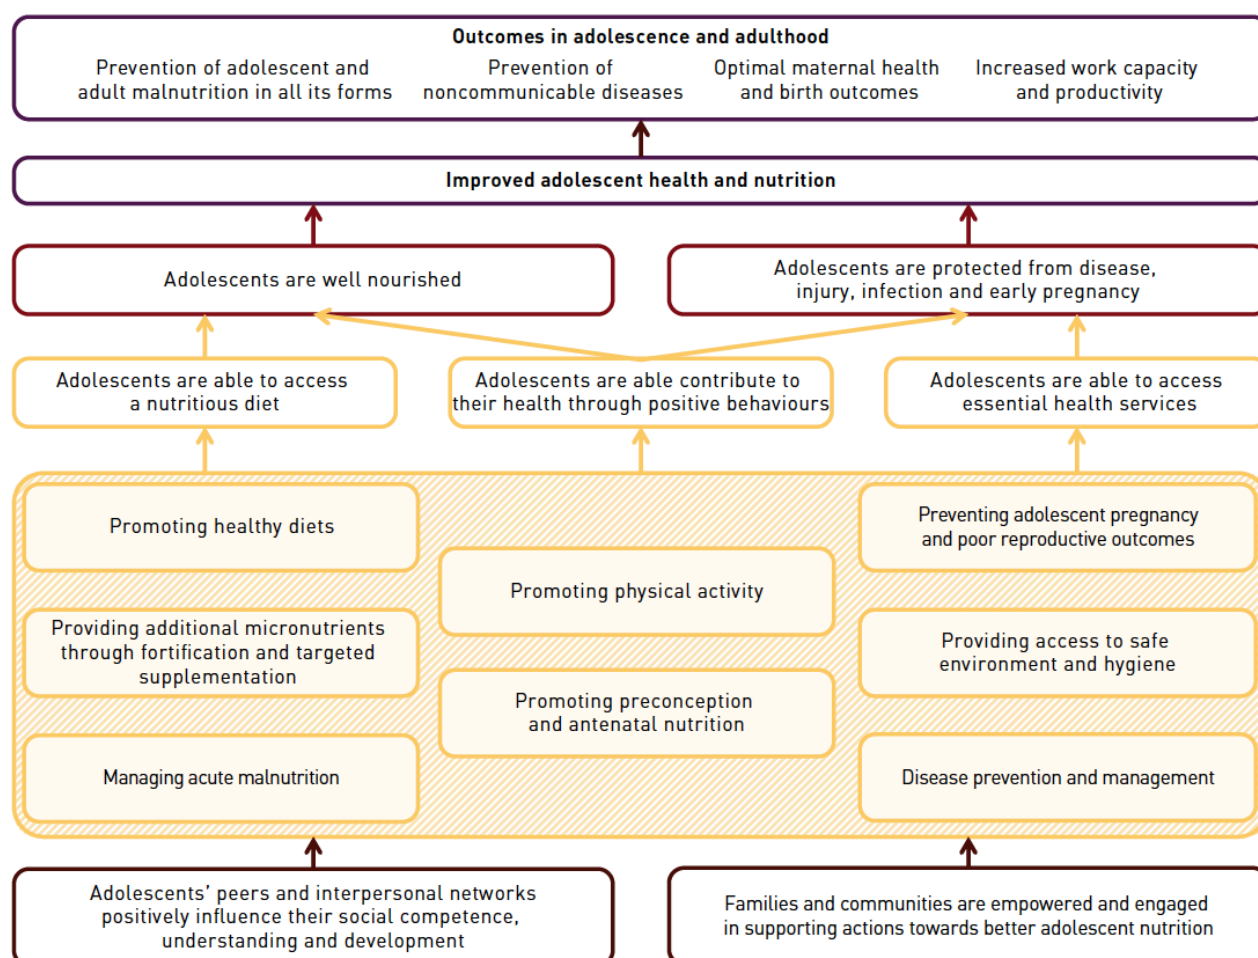 Outcomes in adolescence and adulthood
Prevention of adolescent and
adult malnutrition in all its forms
Prevention of
noncommunicable diseases
Optimal maternal health
and birth outcomes
Increased work capacity
and productivity
Improved adolescent health and nutrition
Adolescents are well nourished
Adolescents are protected from disease,
injury, infection and early pregnancy
Adolescents are able to access
a nutritious diet
Adolescents are able contribute to
their health through positive behaviours
Adolescents are able to access
essential health services
Promoting healthy diets
Providing additional micronutrients
through fortification and targeted
supplementation
Managing acute malnutrition
Promoting physical activity
Promoting preconception
and antenatal nutrition
Preventing adolescent pregnancy
and poor reproductive outcomes
Providing access to safe
environment and hygiene
Disease prevention and management
Adolescents’ peers and interpersonal networks
positively influence their social competence,
understanding and development
Families and communities are empowered and engaged
in supporting actions towards better adolescent nutrition